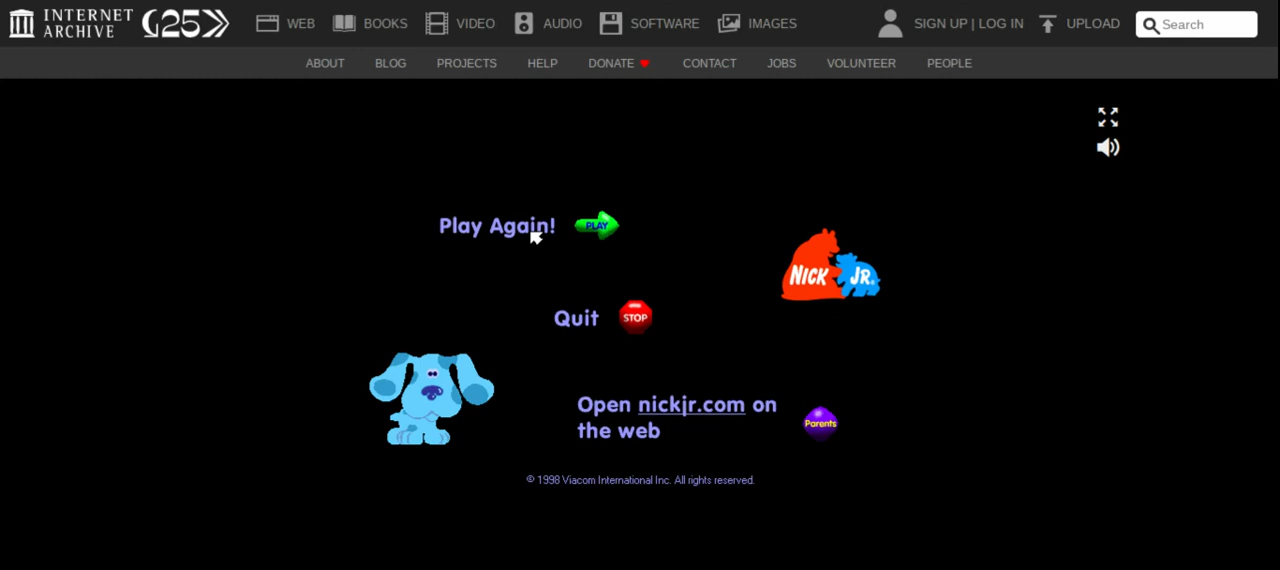 INTERNET ARCHIVE 25 WEB BOOKS VIDEO AUDIO SOFTWARE IMAGES SIGN UP | LOG IN UPLOAD Search
ABOUT BLOG PROJECTS HELP DONATE CONTACT JOBS VOLUNTEER PEOPLE
Play Again! PLAY
NICK JR.
Quit STOP
Open nickjr.com on
the web
Parents
© 1998 Viacom International Inc. All rights reserved.